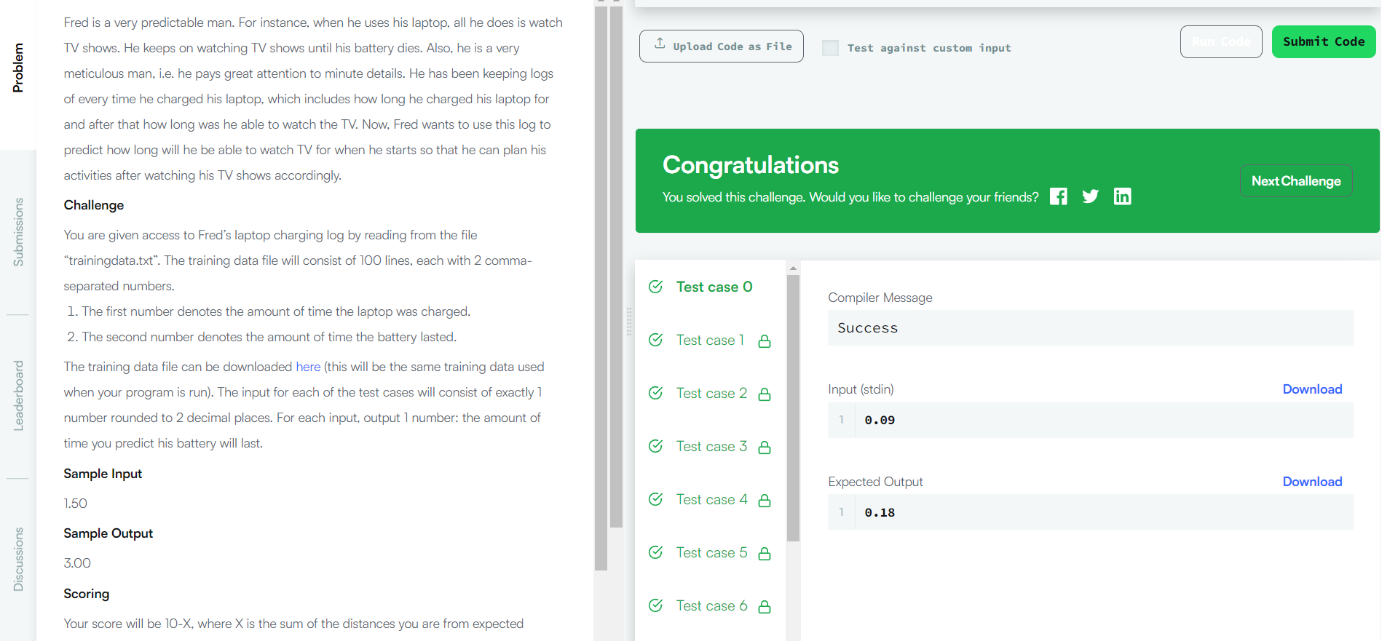 Problem
Submissions
Leaderboard
Discussions
Fred is a very predictable man. For instance, when he uses his laptop, all he does is watch
TV shows. He keeps on watching TV shows until his battery dies. Also, he is a very
meticulous man, i.e. he pays great attention to minute details. He has been keeping logs
of every time he charged his laptop, which includes how long he charged his laptop for
and after that how long was he able to watch the TV. Now, Fred wants to use this log to
predict how long will he be able to watch TV for when he starts so that he can plan his
activities after watching his TV shows accordingly.
Challenge
You are given access to Fred’s laptop charging log by reading from the file
“trainingdata.txt”. The training data file will consist of 100 lines, each with 2 comma-
separated numbers.
1. The first number denotes the amount of time the laptop was charged.
2. The second number denotes the amount of time the battery lasted.
The training data file can be downloaded here (this will be the same training data used
when your program is run). The input for each of the test cases will consist of exactly 1
number rounded to 2 decimal places. For each input, output 1 number: the amount of
time you predict his battery will last.
Sample Input
1.50
Sample Output
3.00
Scoring
Your score will be 10-X, where X is the sum of the distances you are from expected
Upload Code as File
Test against custom input
Run Code
Submit Code
Congratulations
You solved this challenge. Would you like to challenge your friends?
Next Challenge
Test case 0
Test case 1
Test case 2
Test case 3
Test case 4
Test case 5
Test case 6
Compiler Message
Success
Input (stdin)
Download
1 0.09
Expected Output
Download
1 0.18